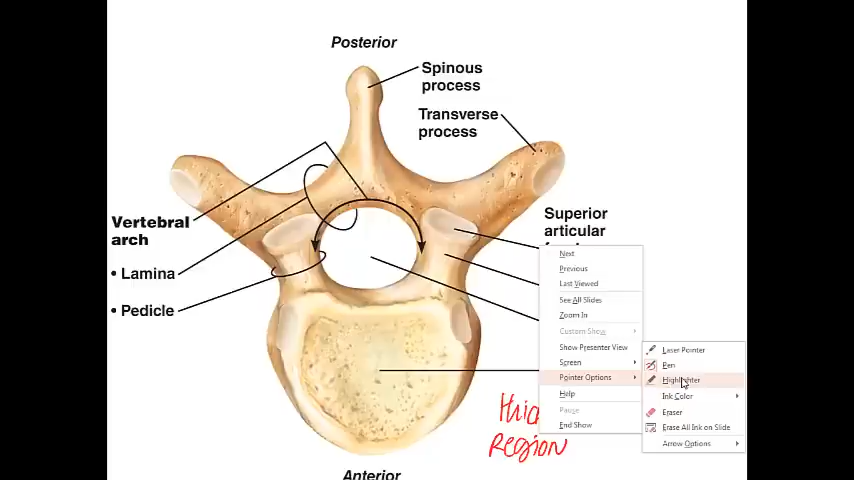 Posterior
Spinous
process
Transverse
process
Vertebral
arch
Superior
articular
• Lamina
• Pedicle
Next
Previous
Last Viewed
See All Slides
Zoom In
Custom Show
Show Presenter View
Screen
Pointer Options
Help
Pause
End Show
Laser Pointer
Pen
Highlighter
Ink Color
Eraser
Erase All Ink on Slide
Arrow Options
Region
Anterior